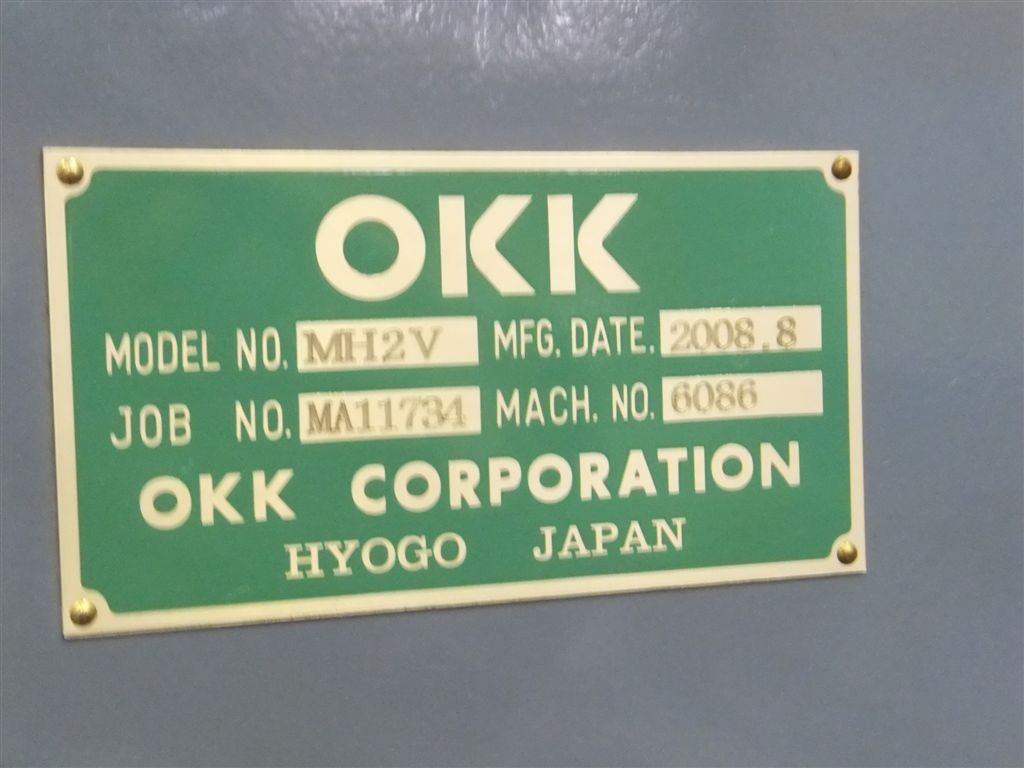 OKK
MODEL NO. MH2V MFG. DATE. 2008.8
JOB NO. MA11734 MACH. NO. 6086
OKK CORPORATION
HYOGO JAPAN